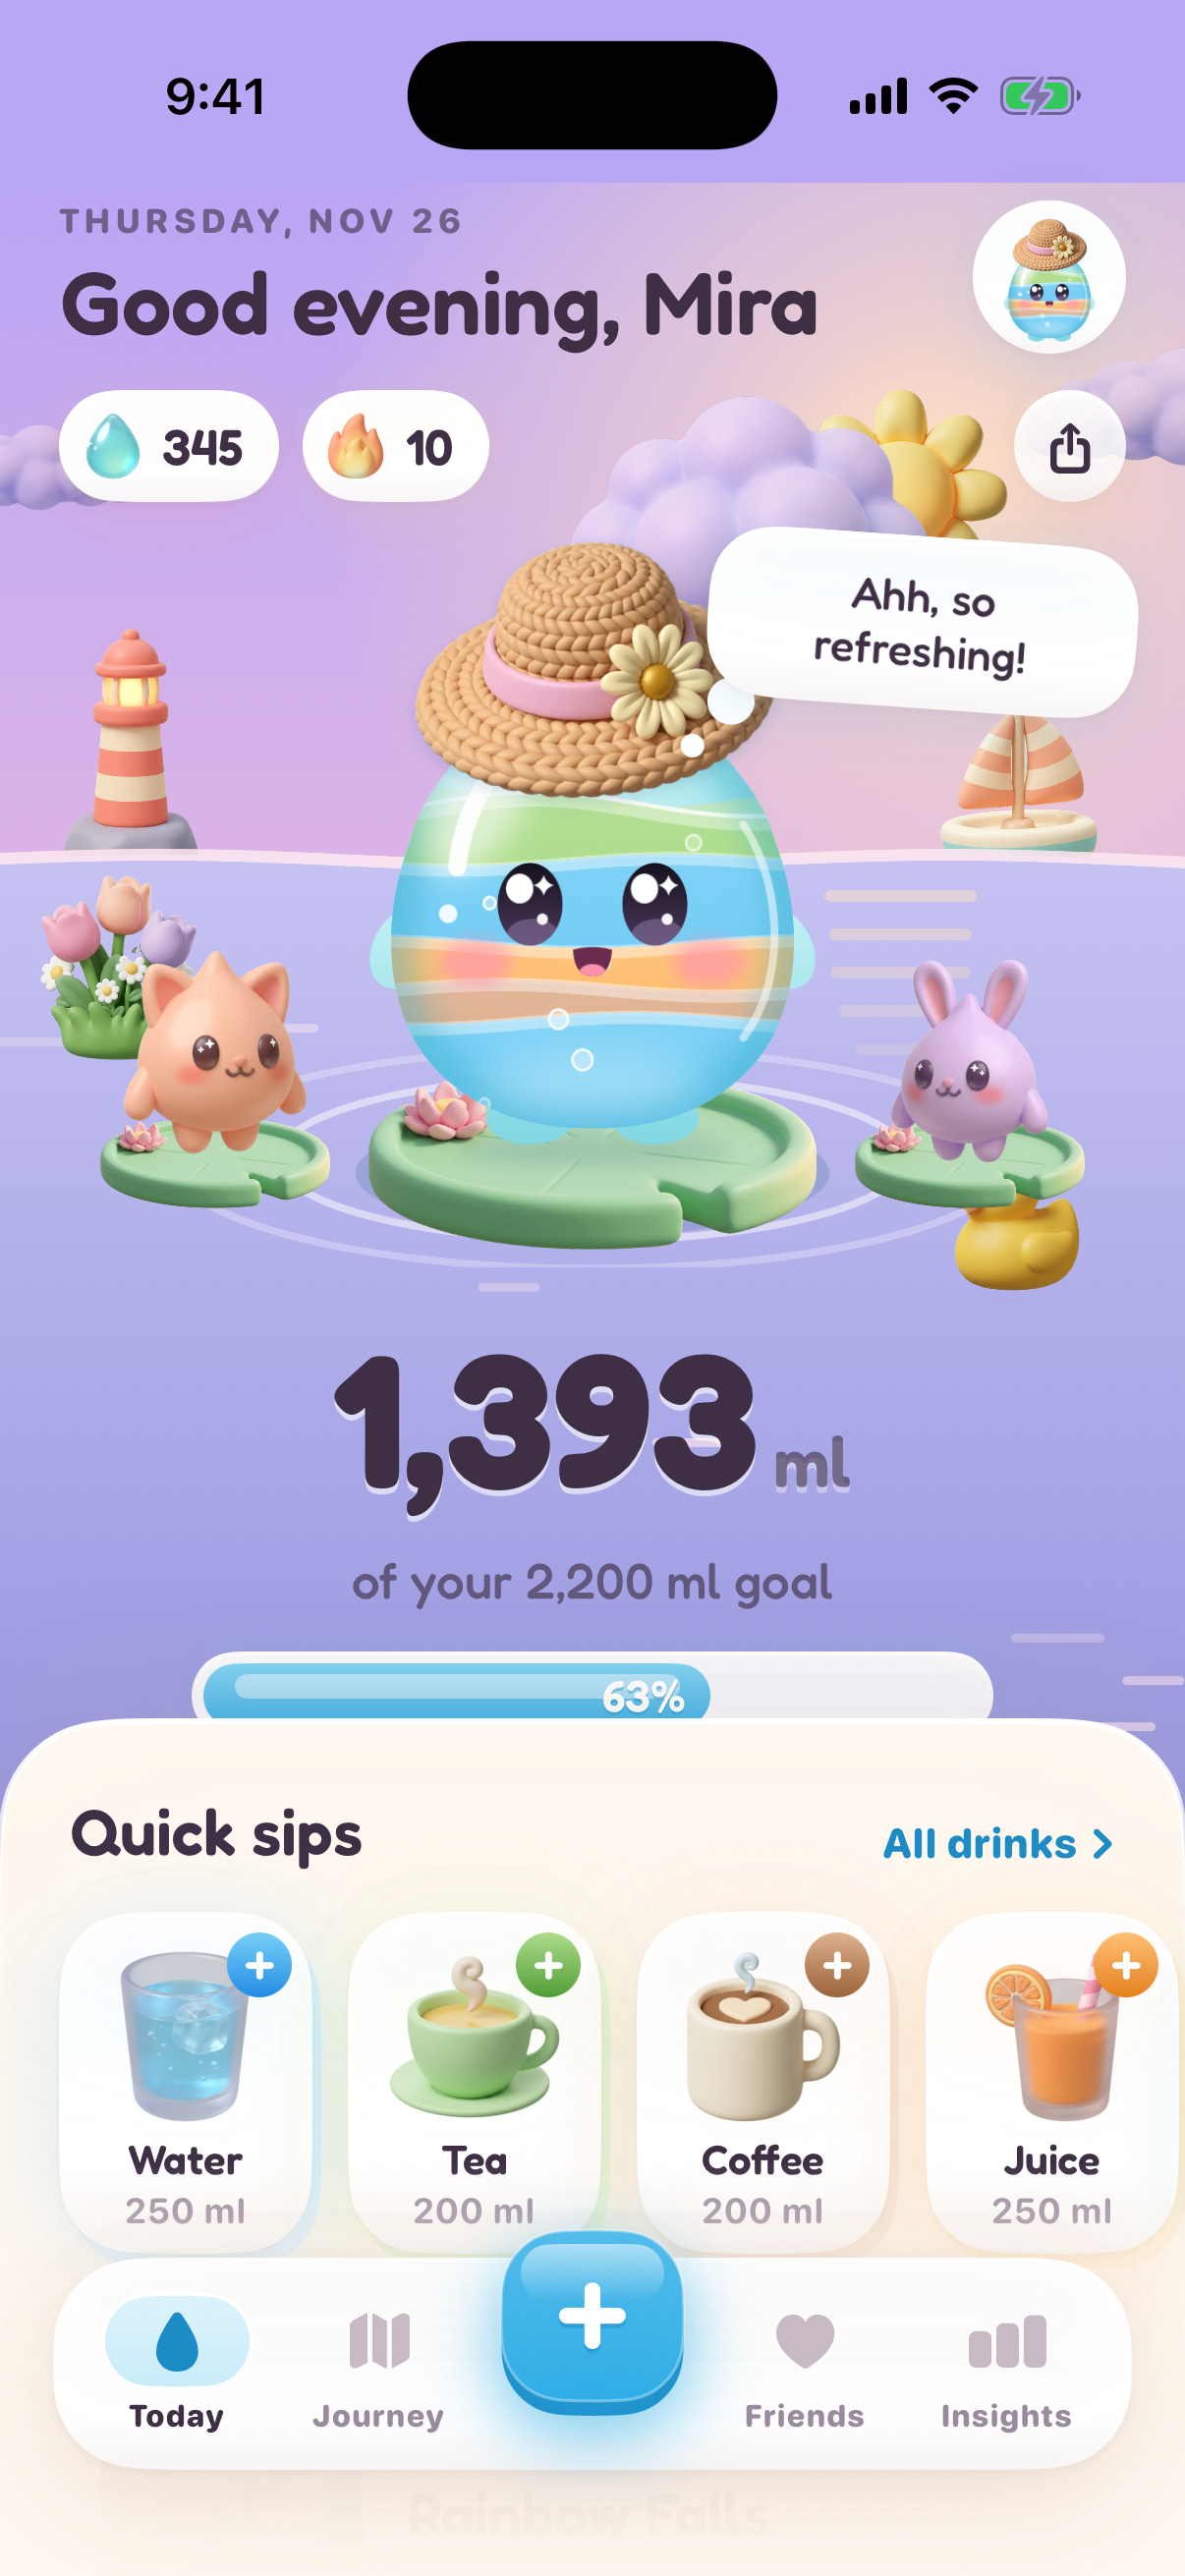 9:41
THURSDAY, NOV 26
Good evening, Mira
345
10
Ahh, so
refreshing!
1,393 ml
of your 2,200 ml goal
63%
Quick sips
All drinks
Water
250 ml
Tea
200 ml
Coffee
200 ml
Juice
250 ml
Today
Journey
Friends
Insights
Rainbow Falls